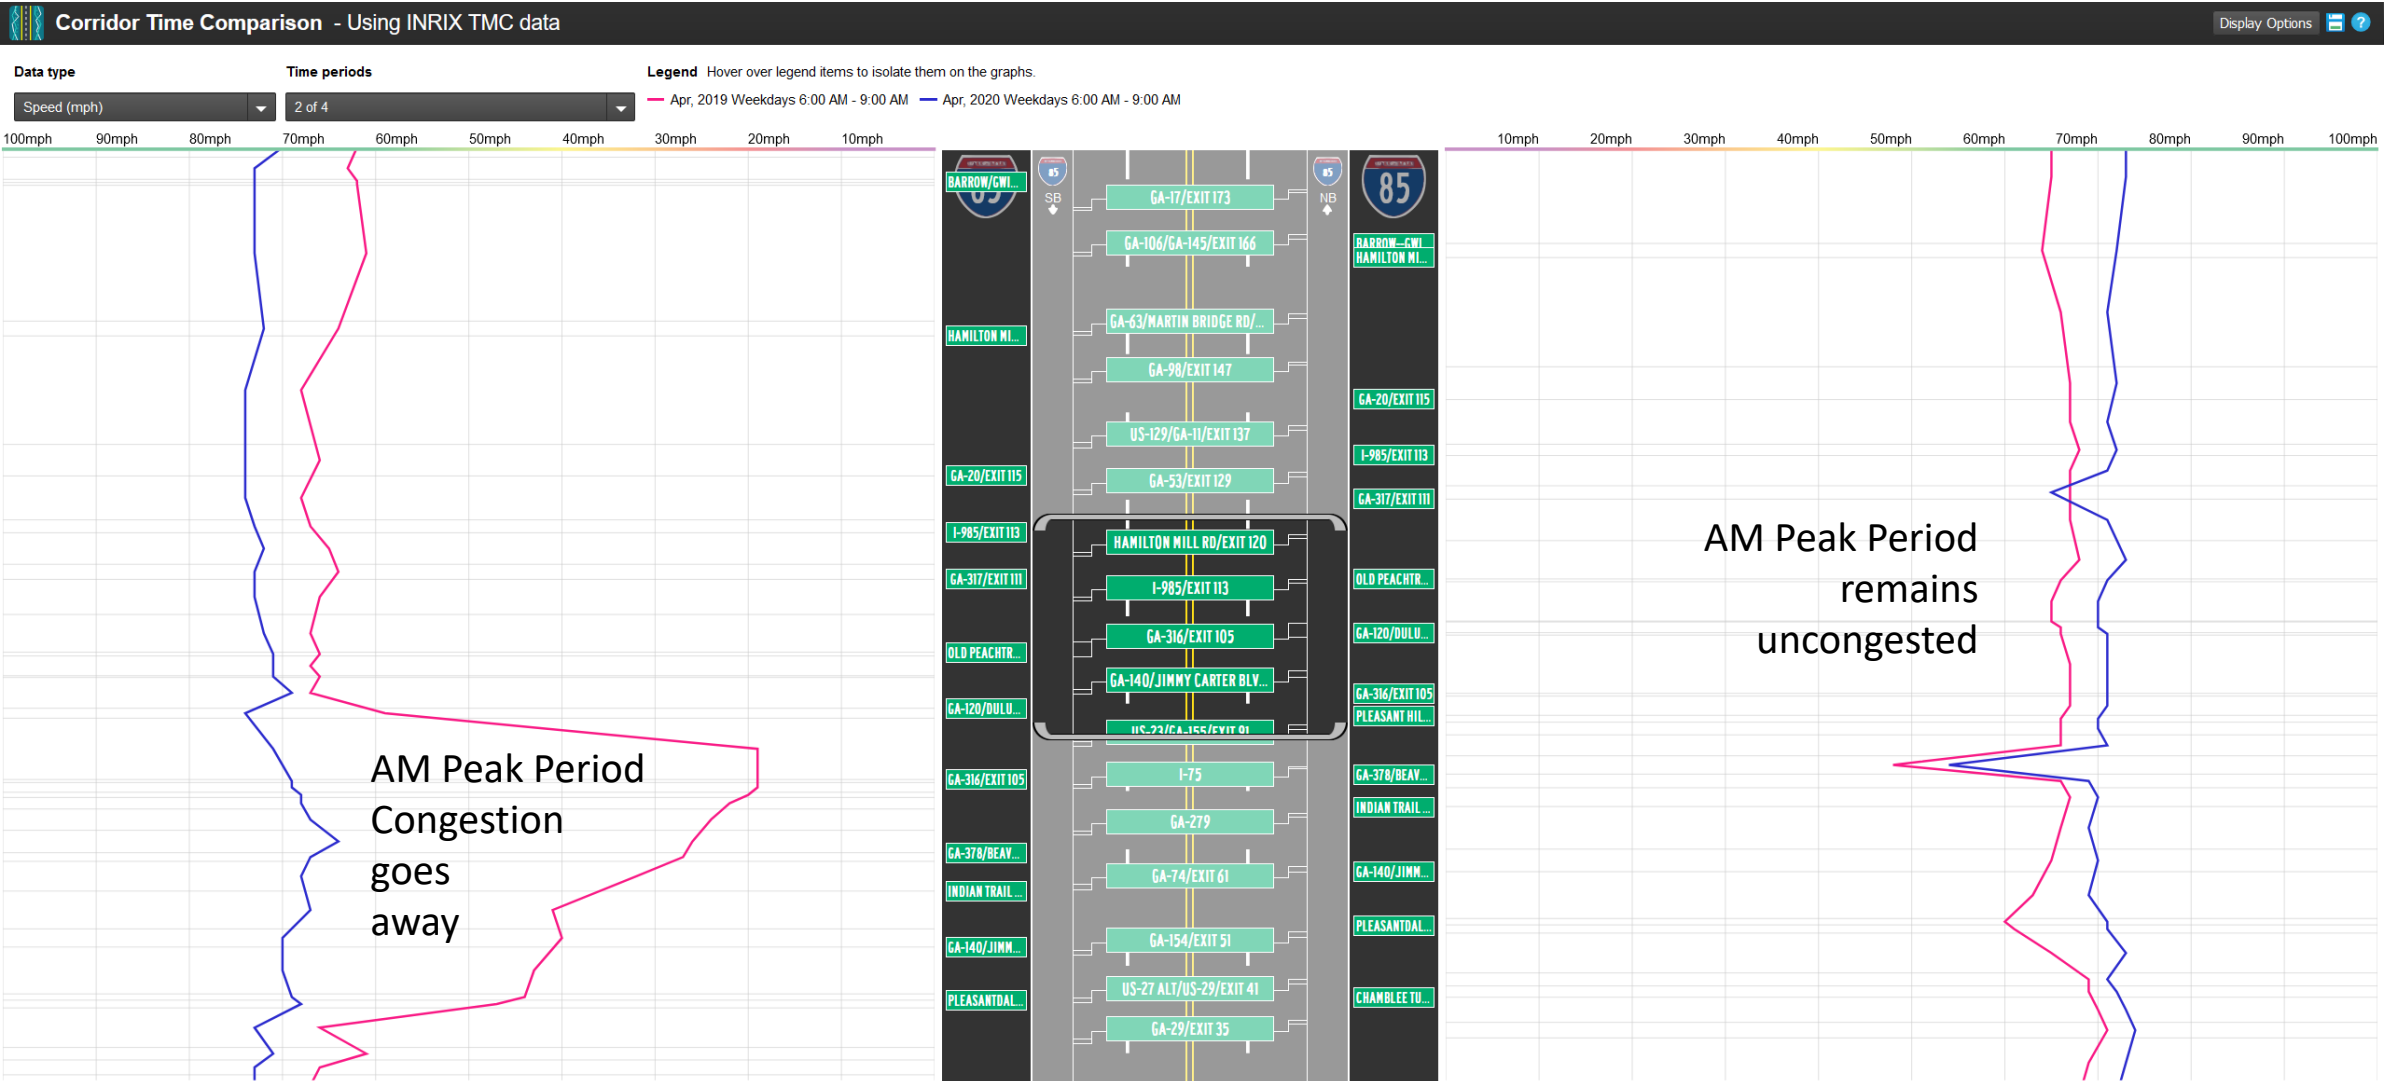 Corridor Time Comparison - Using INRIX TMC data
Display Options
?
Data type
Time periods
Legend Hover over legend items to isolate them on the graphs.
Speed (mph)
2 of 4
Apr, 2019 Weekdays 6:00 AM - 9:00 AM
Apr, 2020 Weekdays 6:00 AM - 9:00 AM
100mph 90mph 80mph 70mph 60mph 50mph 40mph 30mph 20mph 10mph
10mph 20mph 30mph 40mph 50mph 60mph 70mph 80mph 90mph 100mph
BARROW/GWI...
HAMILTON MI...
GA-20/EXIT 115
I-985/EXIT 113
GA-317/EXIT 111
OLD PEACHTR...
GA-120/DULU...
GA-316/EXIT 105
GA-378/BEAV...
INDIAN TRAIL ...
GA-140/JIMM...
PLEASANTDAL...
85
SB
85
NB
GA-17/EXIT 173
GA-106/GA-145/EXIT 166
GA-63/MARTIN BRIDGE RD/...
GA-98/EXIT 147
US-129/GA-11/EXIT 137
GA-53/EXIT 129
HAMILTON MILL RD/EXIT 120
I-985/EXIT 113
GA-316/EXIT 105
GA-140/JIMMY CARTER BLV...
US-23/GA-155/EXIT 91
I-75
GA-279
GA-74/EXIT 61
GA-154/EXIT 51
US-27 ALT/US-29/EXIT 41
GA-29/EXIT 35
85
BARROW-GWI...
HAMILTON MI...
GA-20/EXIT 115
I-985/EXIT 113
GA-317/EXIT 111
OLD PEACHTR...
GA-120/DULU...
GA-316/EXIT 105
PLEASANT HIL...
GA-378/BEAV...
INDIAN TRAIL ...
GA-140/JIMM...
PLEASANTDAL...
CHAMBLEE TU...
AM Peak Period
Congestion
goes
away
AM Peak Period
remains
uncongested